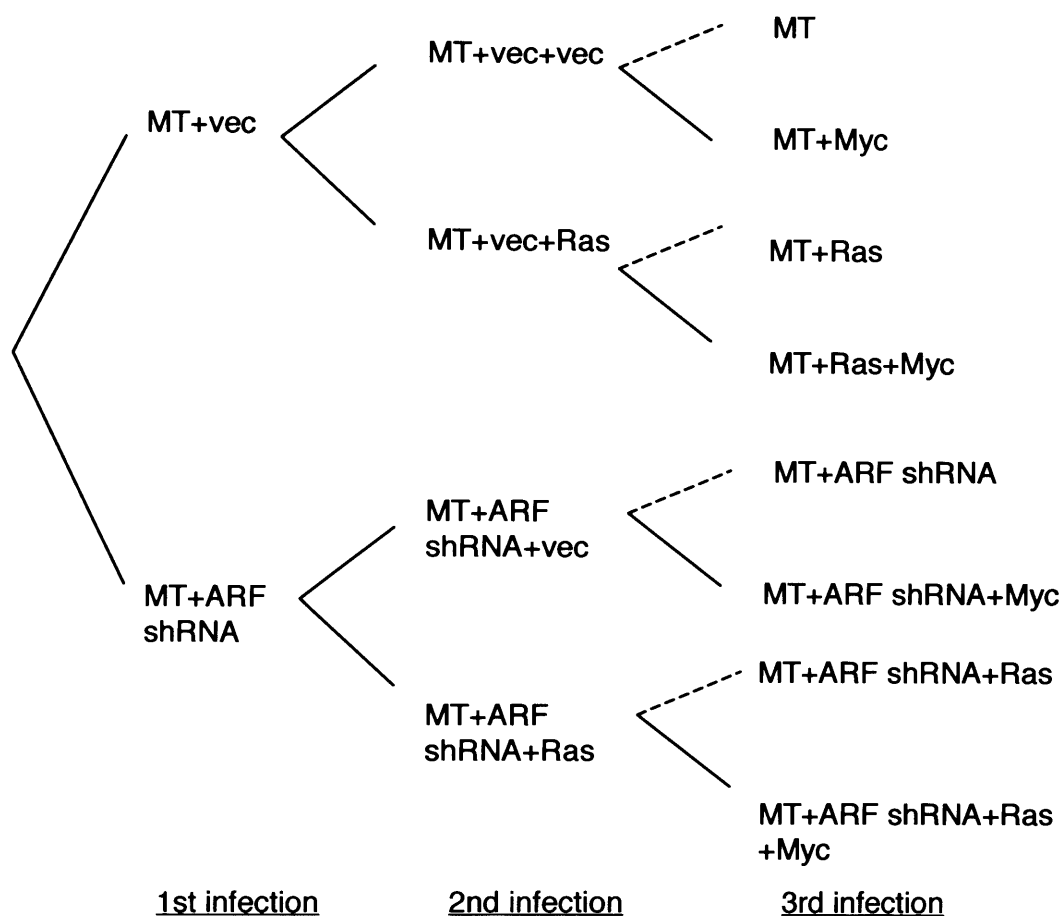 MT
MT+vec+vec
MT+vec
MT+Myc
MT+vec+Ras
MT+Ras
MT+Ras+Myc
MT+ARF shRNA
MT+ARF
shRNA+vec
MT+ARF
shRNA
MT+ARF shRNA+Myc
MT+ARF shRNA+Ras
MT+ARF
shRNA+Ras
MT+ARF shRNA+Ras
+Myc
1st infection
2nd infection
3rd infection